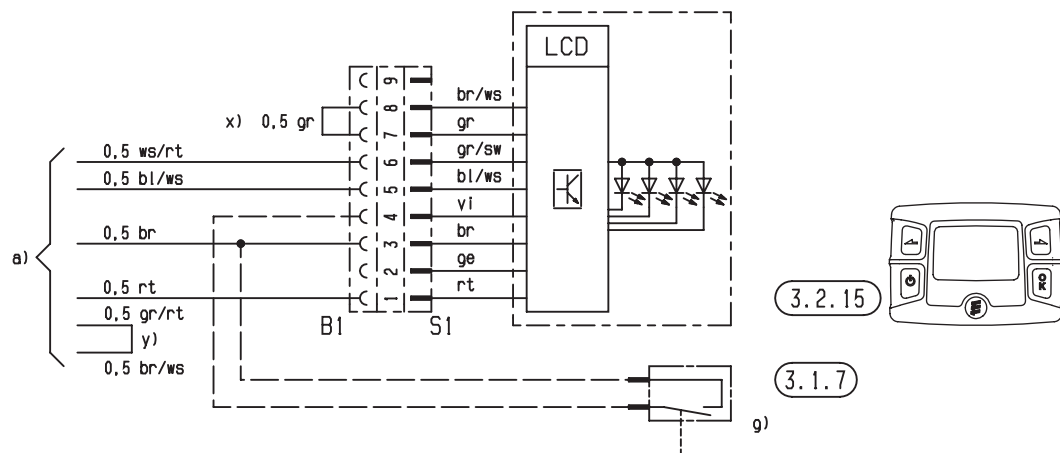 LCD
9
8
7
6
5
4
3
2
1
br/ws
gr
gr/sw
bl/ws
vi
br
ge
rt
x) 0,5 gr
0,5 ws/rt
0,5 bl/ws
a)
0,5 br
0,5 rt
0,5 gr/rt
y)
0,5 br/ws
B1
S1
3.2.15
OK
3.1.7
g)